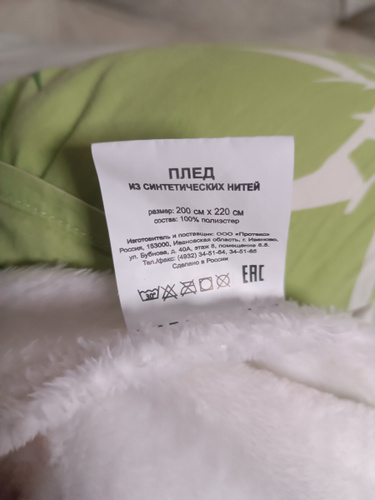 ПЛЕД
ИЗ СИНТЕТИЧЕСКИХ НИТЕЙ
размер: 200 см х 220 см
состав: 100% полиэстер
Изготовитель и поставщик: ООО «Протекс»
Россия, 153000, Ивановская область, г. Иваново,
ул. Бубнова, д. 40А, этаж 5, помещение 8.8.
Тел./факс: (4932) 34-51-64, 34-51-65
Сделано в России
ЕАС